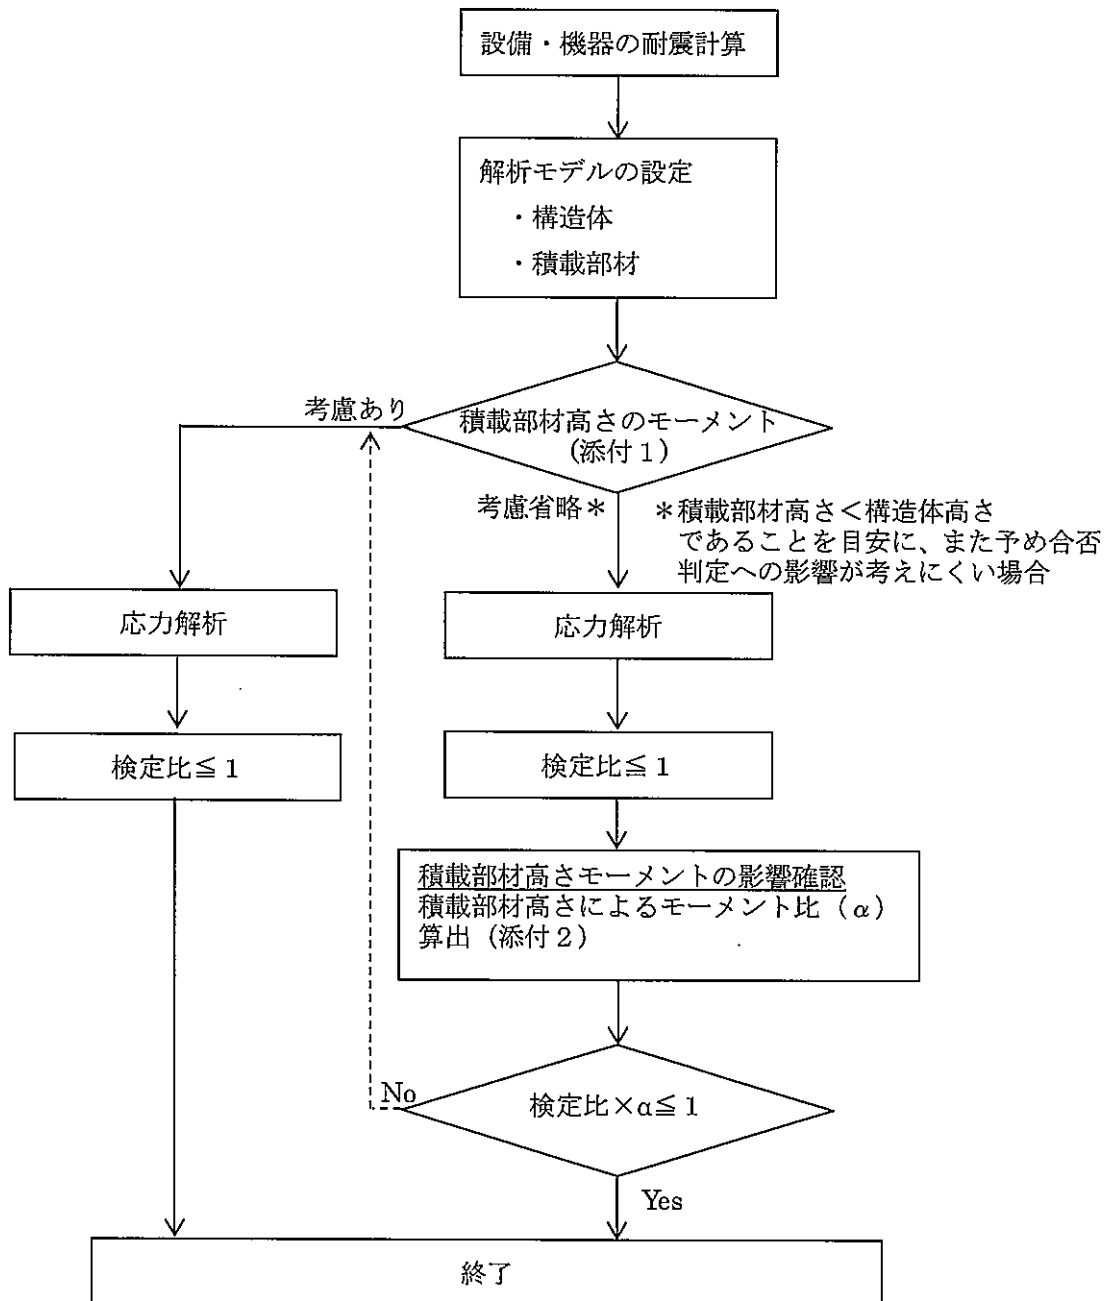 設備・機器の耐震計算
解析モデルの設定
・構造体
・積載部材
考慮あり
積載部材高さのモーメント
(添付1)
考慮省略*
*積載部材高さ<構造体高さ
であることを目安に、また予め合否
判定への影響が考えにくい場合
応力解析
応力解析
検定比≦1
検定比≦1
積載部材高さモーメントの影響確認
積載部材高さによるモーメント比(α)
算出(添付2)
No
検定比×α≦1
Yes
終了